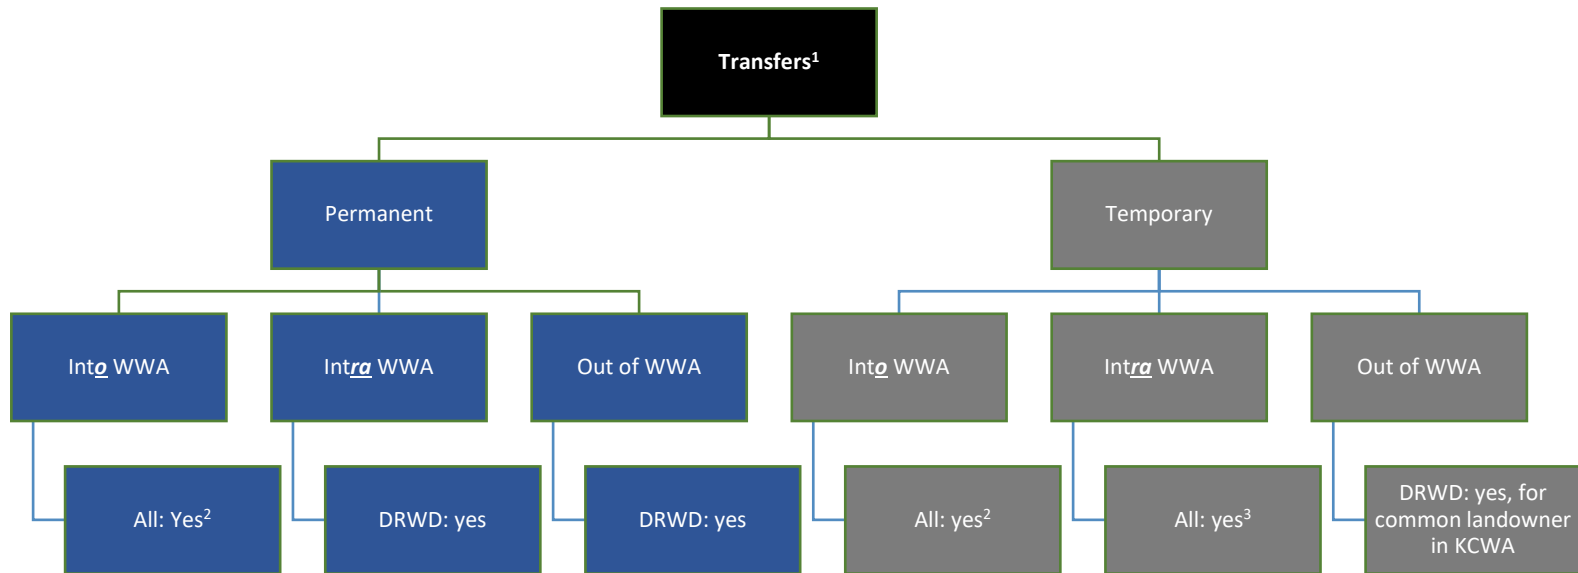 Transfers¹
Permanent
Temporary
Into WWA
Intra WWA
Out of WWA
Into WWA
Intra WWA
Out of WWA
All: Yes²
DRWD: yes
DRWD: yes
All: yes²
All: yes³
DRWD: yes, for
common landowner
in KCWA